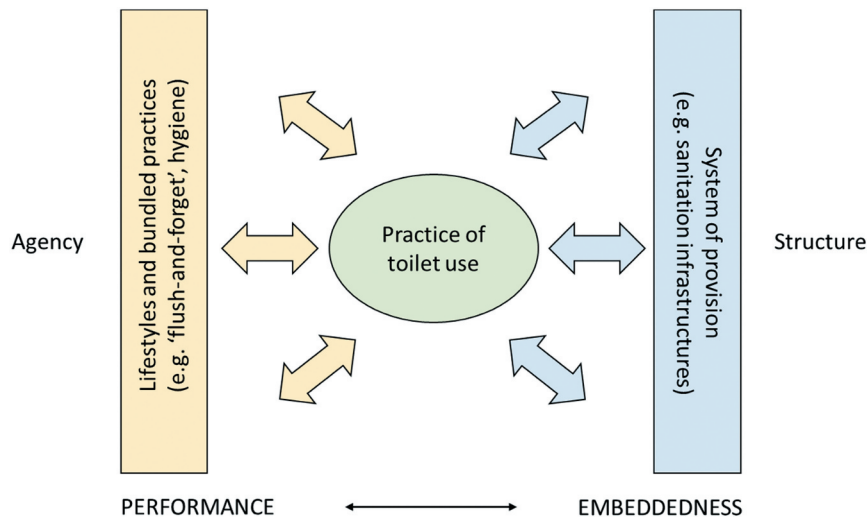 Agency
Lifestyles and bundled practices
(e.g. 'flush-and-forget', hygiene)
Practice of
toilet use
System of provision
(e.g. sanitation infrastructures)
Structure
PERFORMANCE
EMBEDDEDNESS